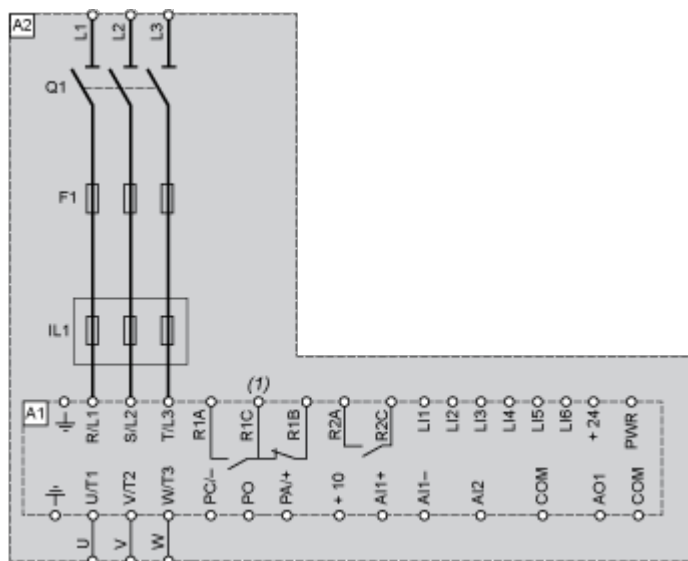 A2
L1 L2 L3
Q1
F1
IL1
(1)
A1
R/L1 S/L2 T/L3 R1A R1C R1B R2A R2C LI1 LI2 LI3 LI4 LI5 LI6 + 24 PWR
U/T1 V/T2 W/T3 PC/– PO PA/+ + 10 AI1+ AI1– AI2 COM AO1 COM
U V W